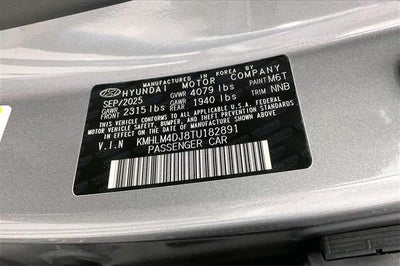 MANUFACTURED IN KOREA BY
HYUNDAI MOTOR COMPANY
SEP/2025 GVWR 4079 lbs PAINT M6T
GAWR FRONT 2315 lbs GAWR REAR 1940 lbs TRIM NNB
THIS VEHICLE CONFORMS TO ALL APPLICABLE U.S. FEDERAL MOTOR
VEHICLE SAFETY, BUMPER, AND THEFT PREVENTION STANDARDS
IN EFFECT ON THE DATE OF MANUFACTURE SHOWN ABOVE.
V.I.N KMHLM4DJ8TU182891
PASSENGER CAR